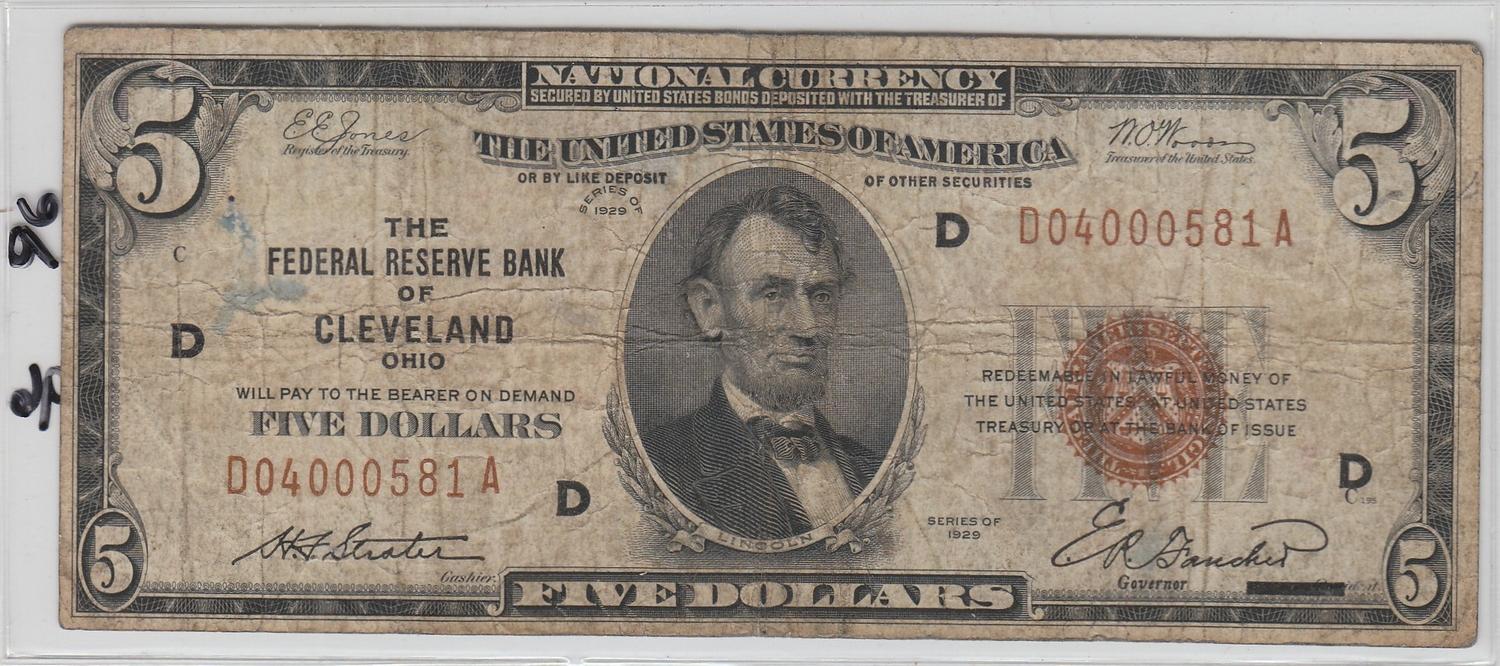 NATIONAL CURRENCY
SECURED BY UNITED STATES BONDS DEPOSITED WITH THE TREASURER OF
THE UNITED STATES OF AMERICA
OR BY LIKE DEPOSIT OF OTHER SECURITIES
5
5
E E Jones
Register of the Treasury.
W.O. Woods
Treasurer of the United States.
SERIES OF
1929
96
C
THE
FEDERAL RESERVE BANK
OF
CLEVELAND
OHIO
D
D
D04000581A
WILL PAY TO THE BEARER ON DEMAND
FIVE DOLLARS
D04000581A
D
FIVE
REDEEMABLE IN LAWFUL MONEY OF
THE UNITED STATES AT UNITED STATES
TREASURY OR AT THE BANK OF ISSUE
D
C 195
LINCOLN
SERIES OF
1929
H F Strater
Cashier.
E R Fancher
Governor
5
FIVE DOLLARS
5